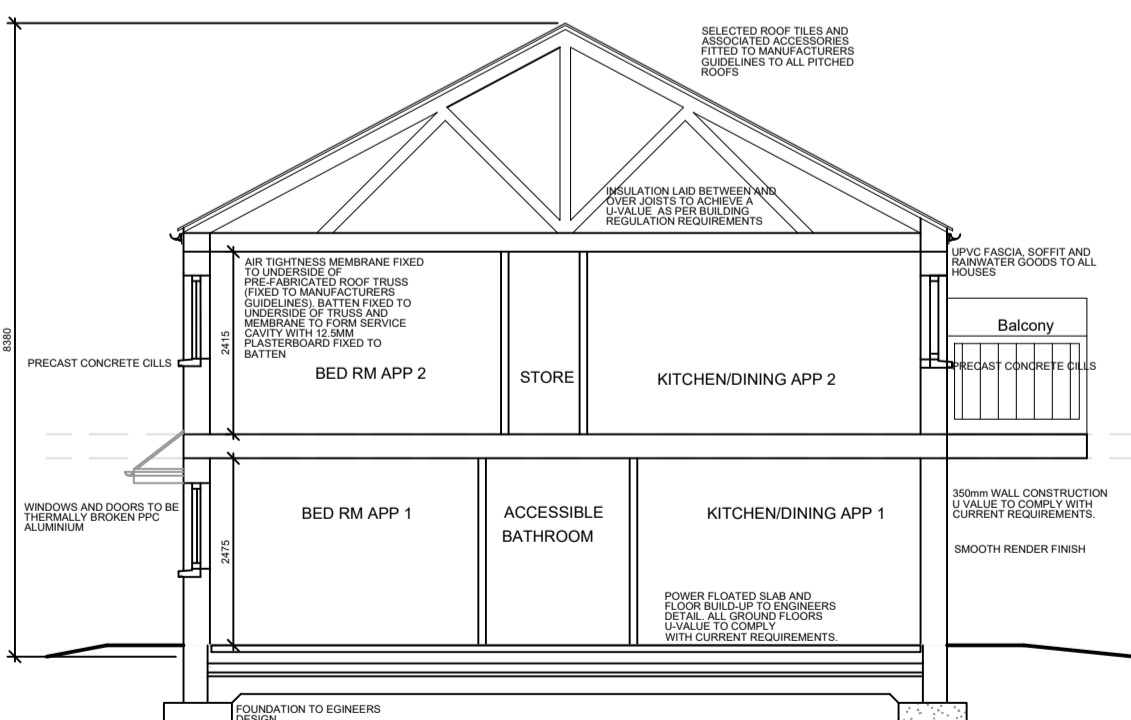 SELECTED ROOF TILES AND
ASSOCIATED ACCESSORIES
FITTED TO MANUFACTURERS
GUIDELINES TO ALL PITCHED
ROOFS
INSULATION LAID BETWEEN AND
OVER JOISTS TO ACHIEVE A
U-VALUE AS PER BUILDING
REGULATION REQUIREMENTS
AIR TIGHTNESS MEMBRANE FIXED
TO UNDERSIDE OF
PRE-FABRICATED ROOF TRUSS
(FIXED TO MANUFACTURERS
GUIDELINES). BATTEN FIXED TO
UNDERSIDE OF TRUSS AND
MEMBRANE TO FORM SERVICE
CAVITY WITH 12.5MM
PLASTERBOARD FIXED TO
BATTEN
UPVC FASCIA, SOFFIT AND
RAINWATER GOODS TO ALL
HOUSES
8380
2415
Balcony
PRECAST CONCRETE CILLS
BED RM APP 2
STORE
KITCHEN/DINING APP 2
PRECAST CONCRETE CILLS
WINDOWS AND DOORS TO BE
THERMALLY BROKEN PPC
ALUMINIUM
2475
BED RM APP 1
ACCESSIBLE
BATHROOM
KITCHEN/DINING APP 1
350mm WALL CONSTRUCTION
U VALUE TO COMPLY WITH
CURRENT REQUIREMENTS.
SMOOTH RENDER FINISH
POWER FLOATED SLAB AND
FLOOR BUILD-UP TO ENGINEERS
DETAIL. ALL GROUND FLOORS
U-VALUE TO COMPLY
WITH CURRENT REQUIREMENTS.
FOUNDATION TO EGINEERS
DESIGN